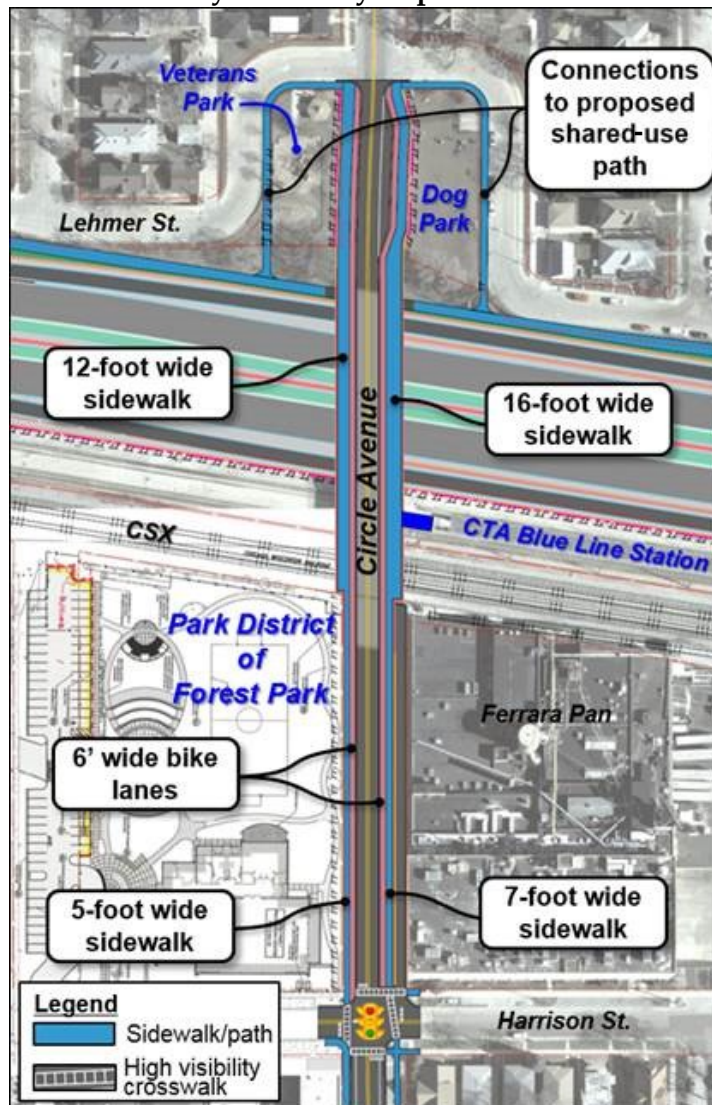 Veterans
Park
Connections
to proposed
shared-use
path
Dog
Park
Lehmer St.
12-foot wide
sidewalk
16-foot wide
sidewalk
Circle Avenue
CSX
CTA Blue Line Station
Park District
of
Forest Park
Ferrara Pan
6' wide bike
lanes
5-foot wide
sidewalk
7-foot wide
sidewalk
Legend
Sidewalk/path
High visibility
crosswalk
Harrison St.